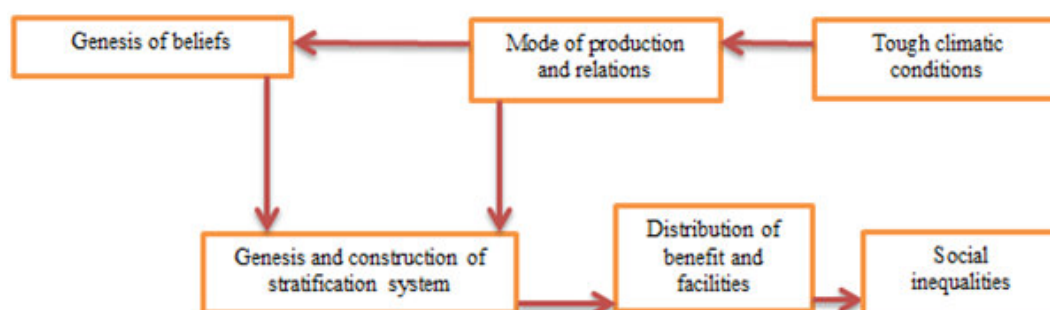 Genesis of beliefs
Mode of production
and relations
Tough climatic
conditions
Genesis and construction of
stratification system
Distribution of
benefit and
facilities
Social
inequalities